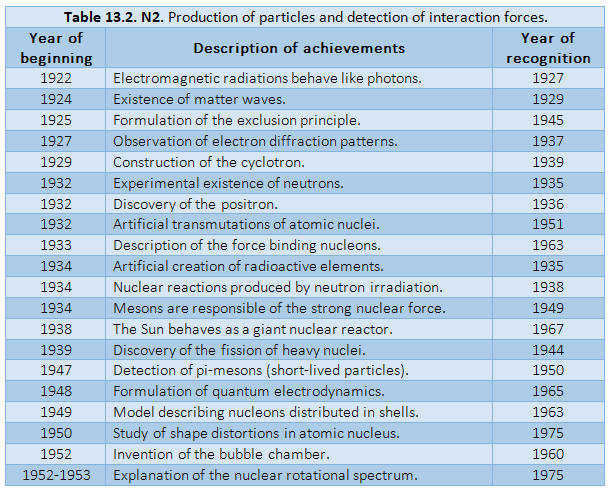 Table 13.2. N2. Production of particles and detection of interaction forces.
Year of beginning Description of achievements Year of recognition
1922 Electromagnetic radiations behave like photons. 1927
1924 Existence of matter waves. 1929
1925 Formulation of the exclusion principle. 1945
1927 Observation of electron diffraction patterns. 1937
1929 Construction of the cyclotron. 1939
1932 Experimental existence of neutrons. 1935
1932 Discovery of the positron. 1936
1932 Artificial transmutations of atomic nuclei. 1951
1933 Description of the force binding nucleons. 1963
1934 Artificial creation of radioactive elements. 1935
1934 Nuclear reactions produced by neutron irradiation. 1938
1934 Mesons are responsible of the strong nuclear force. 1949
1938 The Sun behaves as a giant nuclear reactor. 1967
1939 Discovery of the fission of heavy nuclei. 1944
1947 Detection of pi-mesons (short-lived particles). 1950
1948 Formulation of quantum electrodynamics. 1965
1949 Model describing nucleons distributed in shells. 1963
1950 Study of shape distortions in atomic nucleus. 1975
1952 Invention of the bubble chamber. 1960
1952-1953 Explanation of the nuclear rotational spectrum. 1975